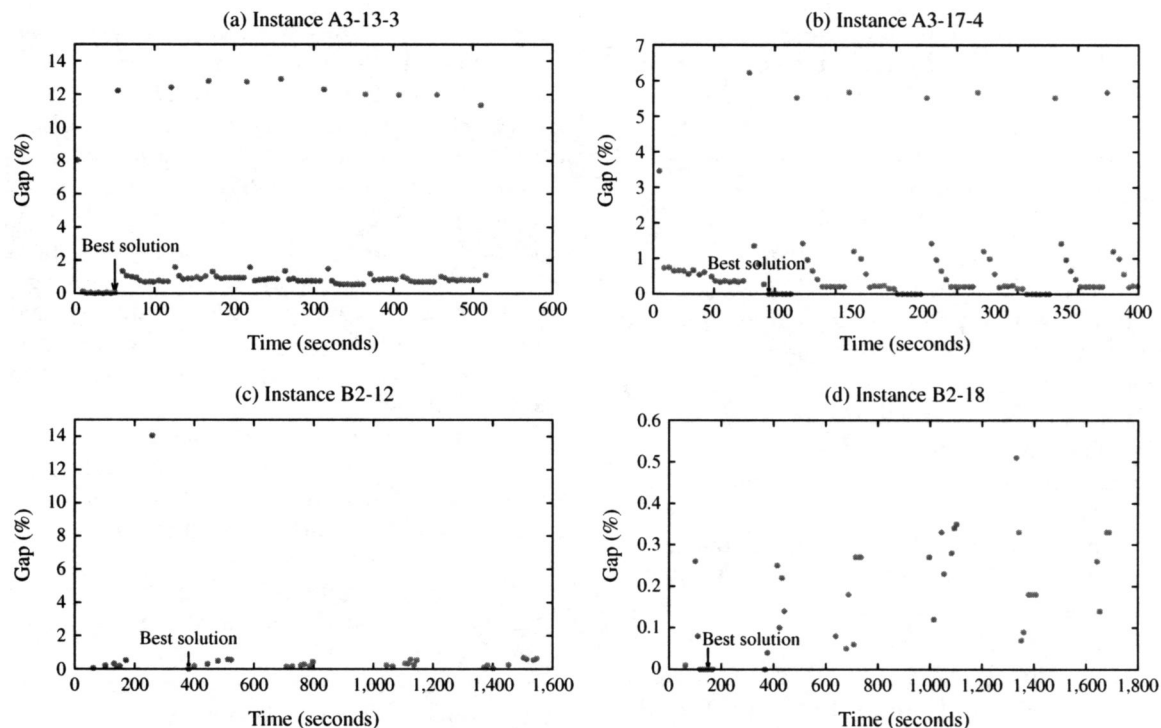 (a) Instance A3-13-3
14
12
10
8
6
4
2
0
Gap (%)
Best solution
0 100 200 300 400 500 600
Time (seconds)
(b) Instance A3-17-4
7
6
5
4
3
2
1
0
Gap (%)
Best solution
0 50 100 150 200 250 300 350 400
Time (seconds)
(c) Instance B2-12
14
12
10
8
6
4
2
0
Gap (%)
Best solution
0 200 400 600 800 1,000 1,200 1,400 1,600
Time (seconds)
(d) Instance B2-18
0.6
0.5
0.4
0.3
0.2
0.1
0
Gap (%)
Best solution
0 200 400 600 800 1,000 1,200 1,400 1,600 1,800
Time (seconds)